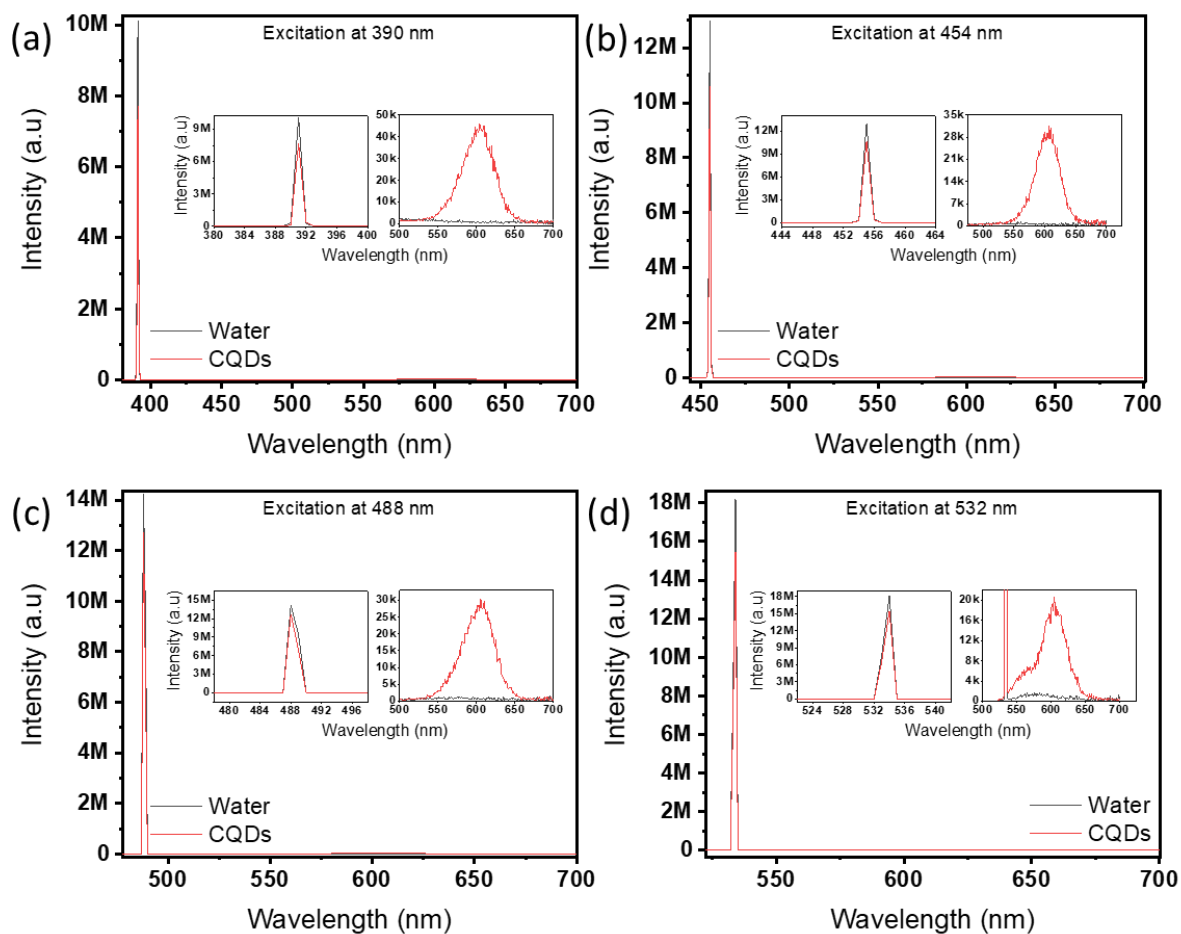 (a)
Excitation at 390 nm
10M
8M
6M
4M
2M
0
Intensity (a.u)
400 450 500 550 600 650 700
Wavelength (nm)
Water
CQDs
9M
6M
3M
0
Intensity (a.u)
380 384 388 392 396 400
50k
40k
30k
20k
10k
0
500 550 600 650 700
Wavelength (nm)
(b)
Excitation at 454 nm
12M
10M
8M
6M
4M
2M
0
Intensity (a.u)
450 500 550 600 650 700
Wavelength (nm)
Water
CQDs
12M
9M
6M
3M
0
Intensity (a.u)
444 448 452 456 460 464
35k
28k
21k
14k
7k
0
500 550 600 650 700
Wavelength (nm)
(c)
Excitation at 488 nm
14M
12M
10M
8M
6M
4M
2M
0
Intensity (a.u)
500 550 600 650 700
Wavelength (nm)
Water
CQDs
15M
12M
9M
6M
3M
0
Intensity (a.u)
480 484 488 492 496
30k
20k
10k
0
500 550 600 650 700
Wavelength (nm)
(d)
Excitation at 532 nm
18M
16M
14M
12M
10M
8M
6M
4M
2M
0
Intensity (a.u)
550 600 650 700
Wavelength (nm)
Water
CQDs
18M
15M
12M
9M
6M
3M
0
Intensity (a.u)
524 528 532 536 540
20k
16k
12k
8k
4k
0
500 550 600 650 700
Wavelength (nm)